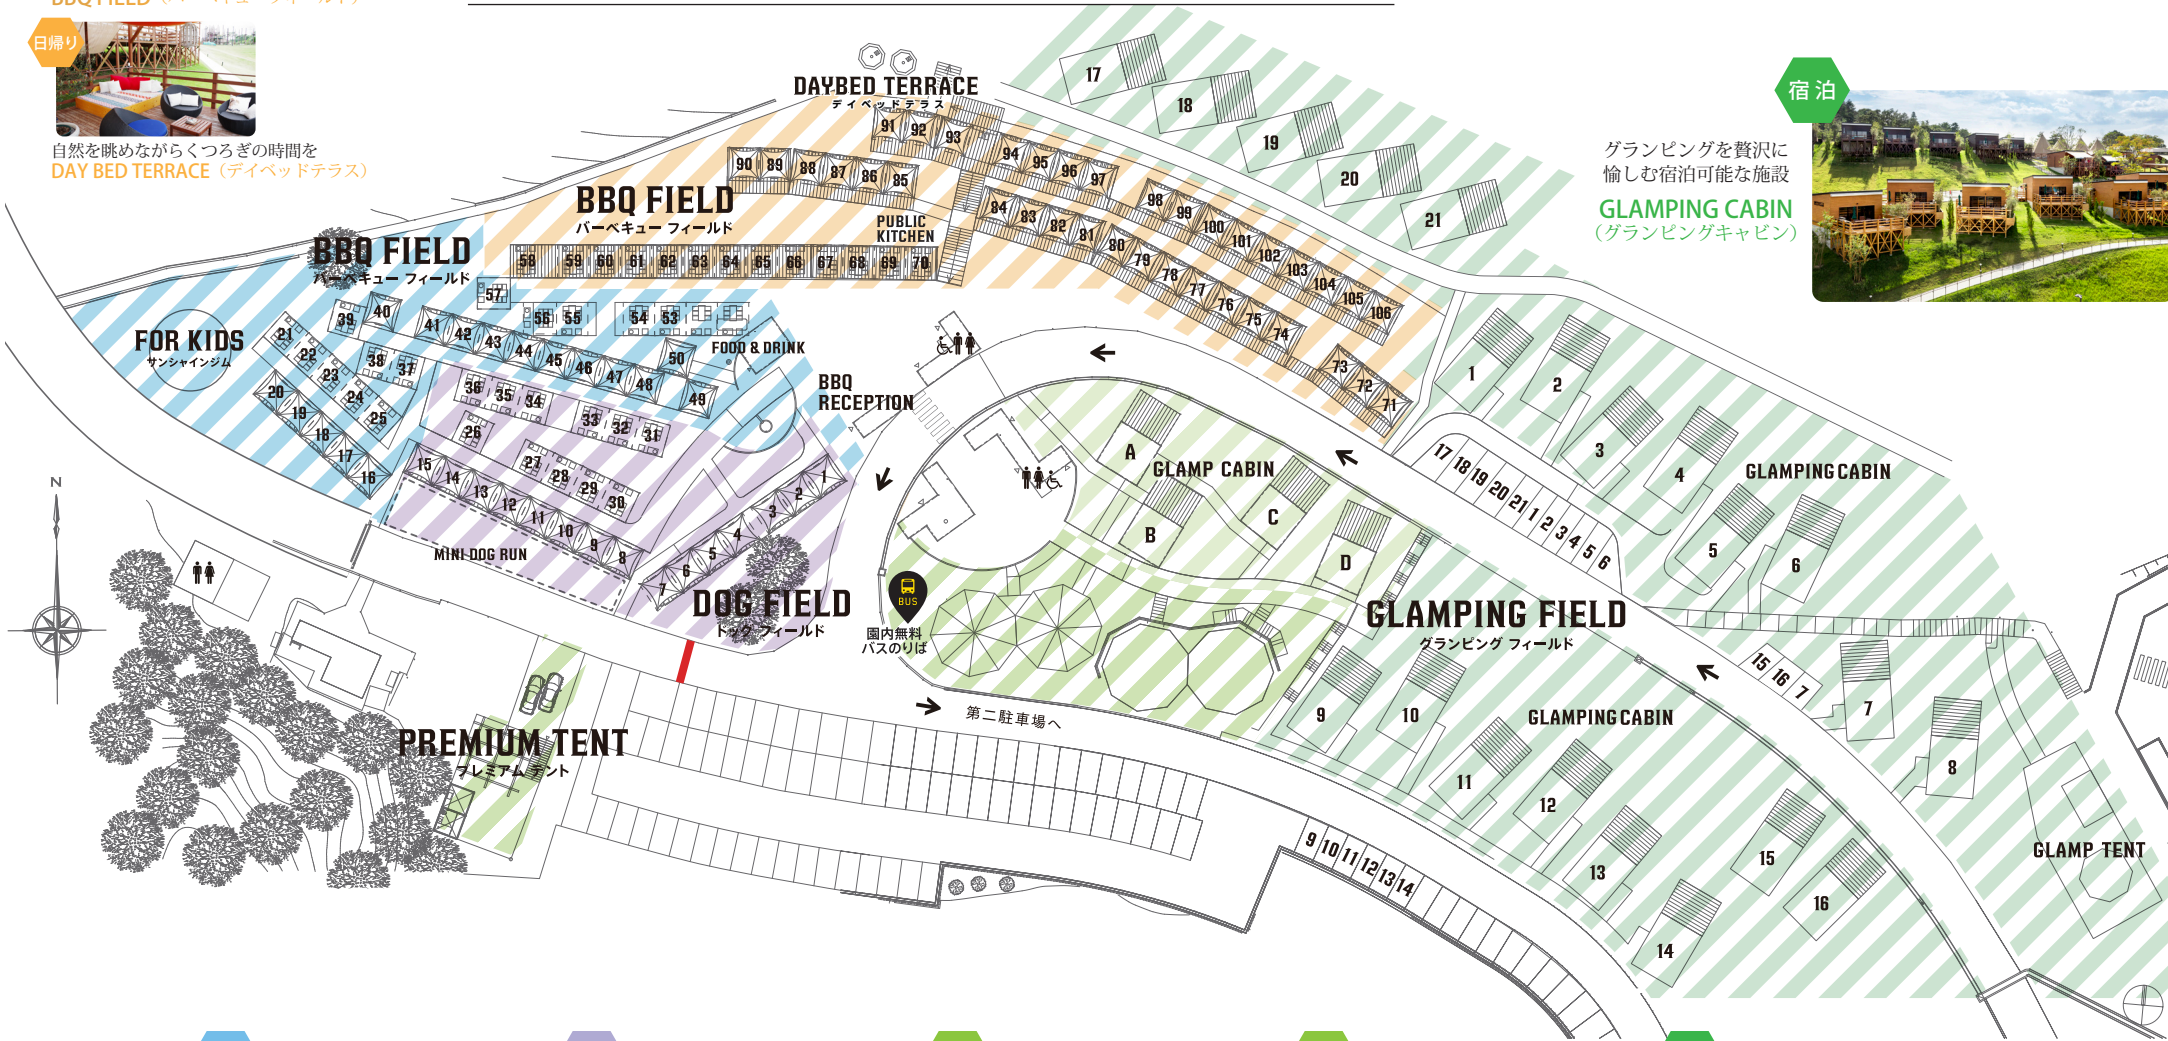 BBQ FIELD（バーベキューフィールド）
日帰り
自然を眺めながらくつろぎの時間を
DAY BED TERRACE（デイベッドテラス）
宿泊
グランピングを贅沢に
愉しむ宿泊可能な施設
GLAMPING CABIN
（グランピングキャビン）
DAYBED TERRACE
デイベッドテラス
91 92 93
94 95 96 97
98 99 100 101 102 103 104 105 106
90 89 88 87 86 85
84 83 82 81 80 79 78 77 76 75 74
73 72 71
17
18
19
20
21
BBQ FIELD
バーベキュー フィールド
PUBLIC
KITCHEN
58 59 60 61 62 63 64 65 66 67 68 69 70
BBQ FIELD
バーベキュー フィールド
57
56 55 54 53
FOR KIDS
サンシャインジム
39 40
41 42 43 44 45 46 47 48 49
50
FOOD & DRINK
21 22 23 24 25
38 37
20 19 18 17 16
BBQ
RECEPTION
36 35 34 33 32 31
26 27 28 29 30
15 14 13 12 11 10 9 8
1 2 3 4 5 6 7
MINI DOG RUN
DOG FIELD
ドッグ フィールド
N
BUS
園内無料
バスのりば
A
GLAMP CABIN
B
C
D
1
2
3
4
5
6
GLAMPING CABIN
17 18 19 20 21 1 2 3 4 5 6
GLAMPING FIELD
グランピング フィールド
15 16 7
7
8
9
10
11
12
13
14
15
16
GLAMPING CABIN
GLAMP TENT
第二駐車場へ
PREMIUM TENT
プレミアム テント
9 10 11 12 13 14